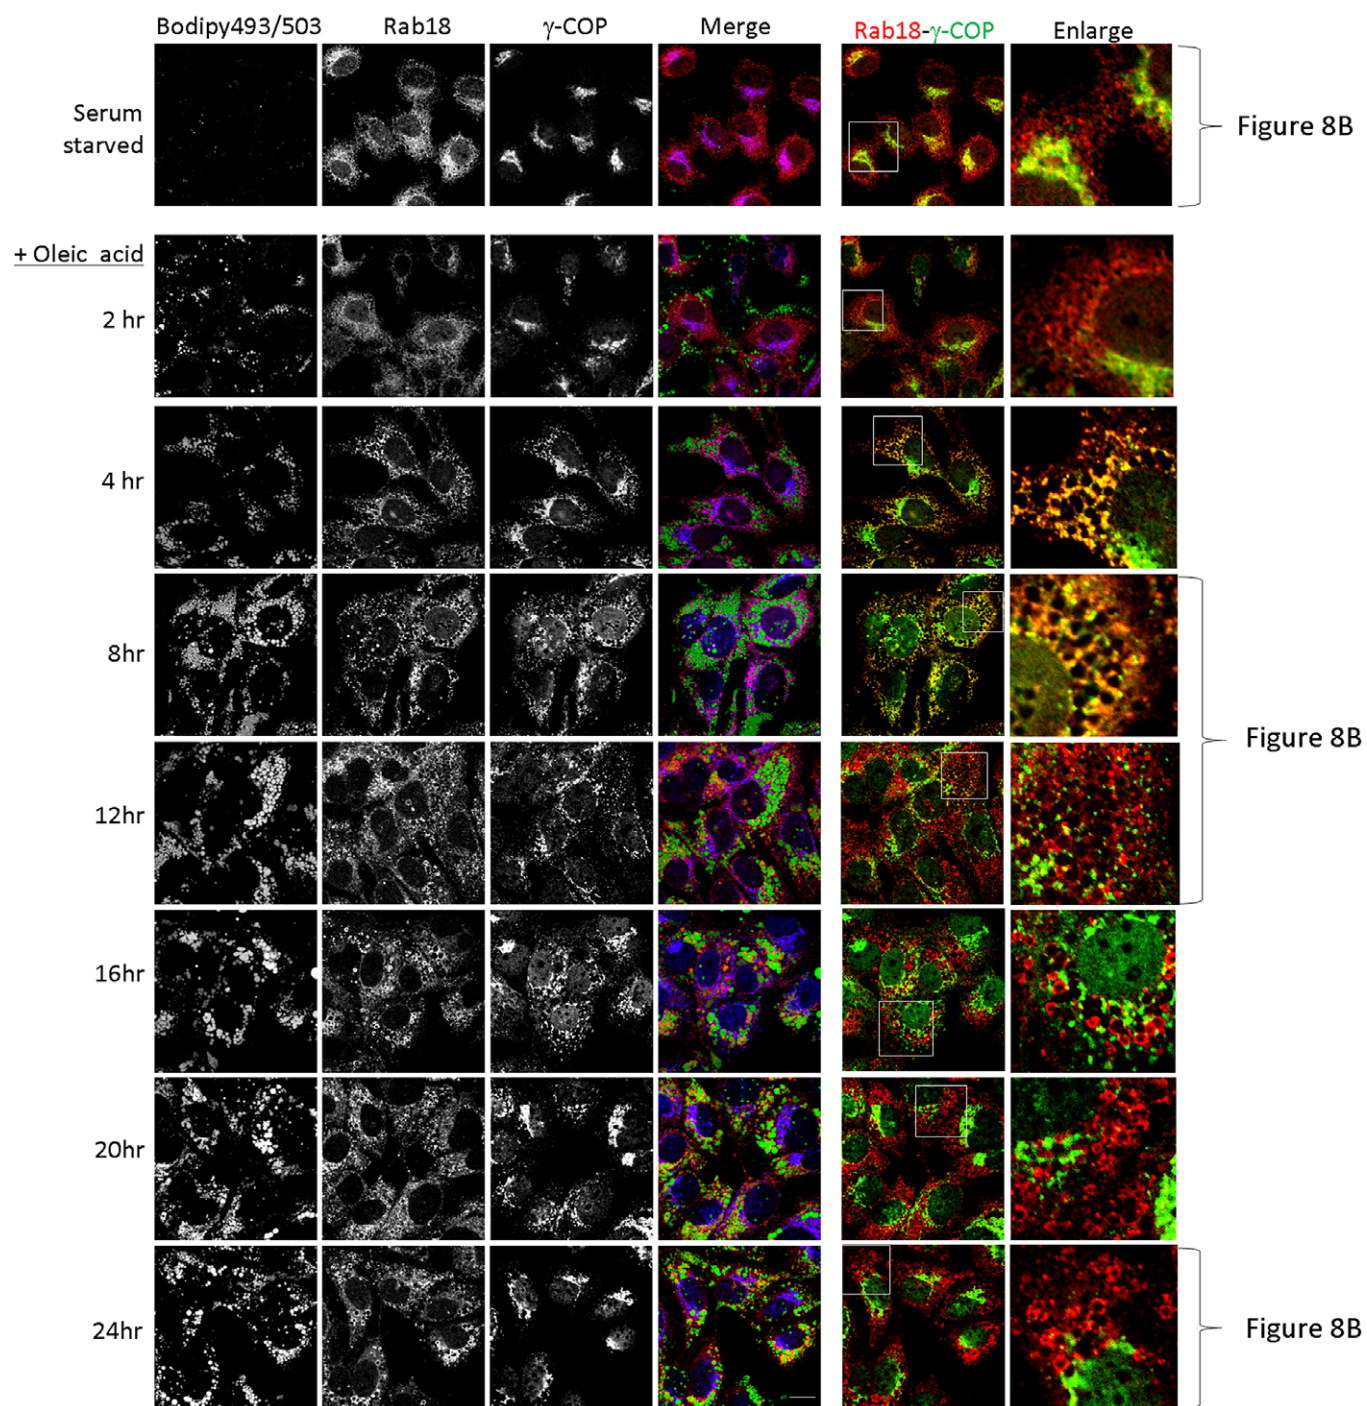 Bodipy493/503 Rab18 γ-COP Merge Rab18-γ-COP Enlarge
Serum
starved
Figure 8B
+ Oleic acid
2 hr
4 hr
8hr
Figure 8B
12hr
16hr
20hr
24hr
Figure 8B